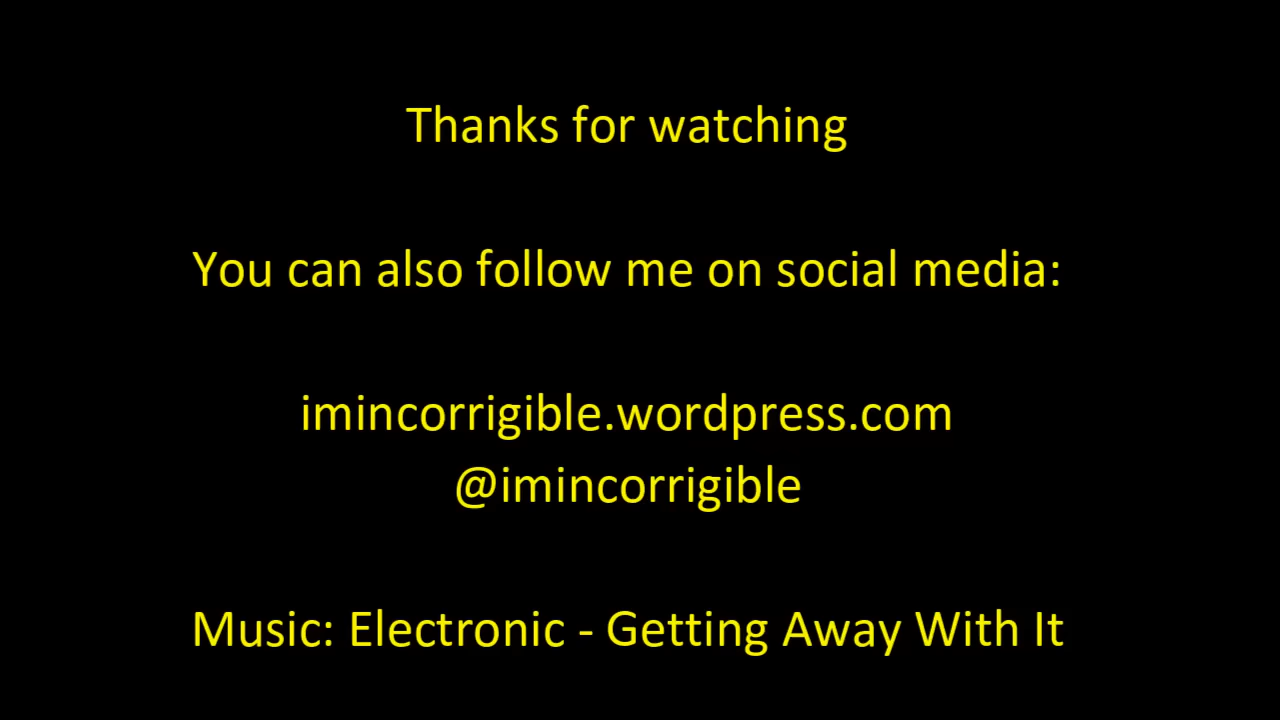 Thanks for watching
You can also follow me on social media:
imincorrigible.wordpress.com
@imincorrigible
Music: Electronic - Getting Away With It